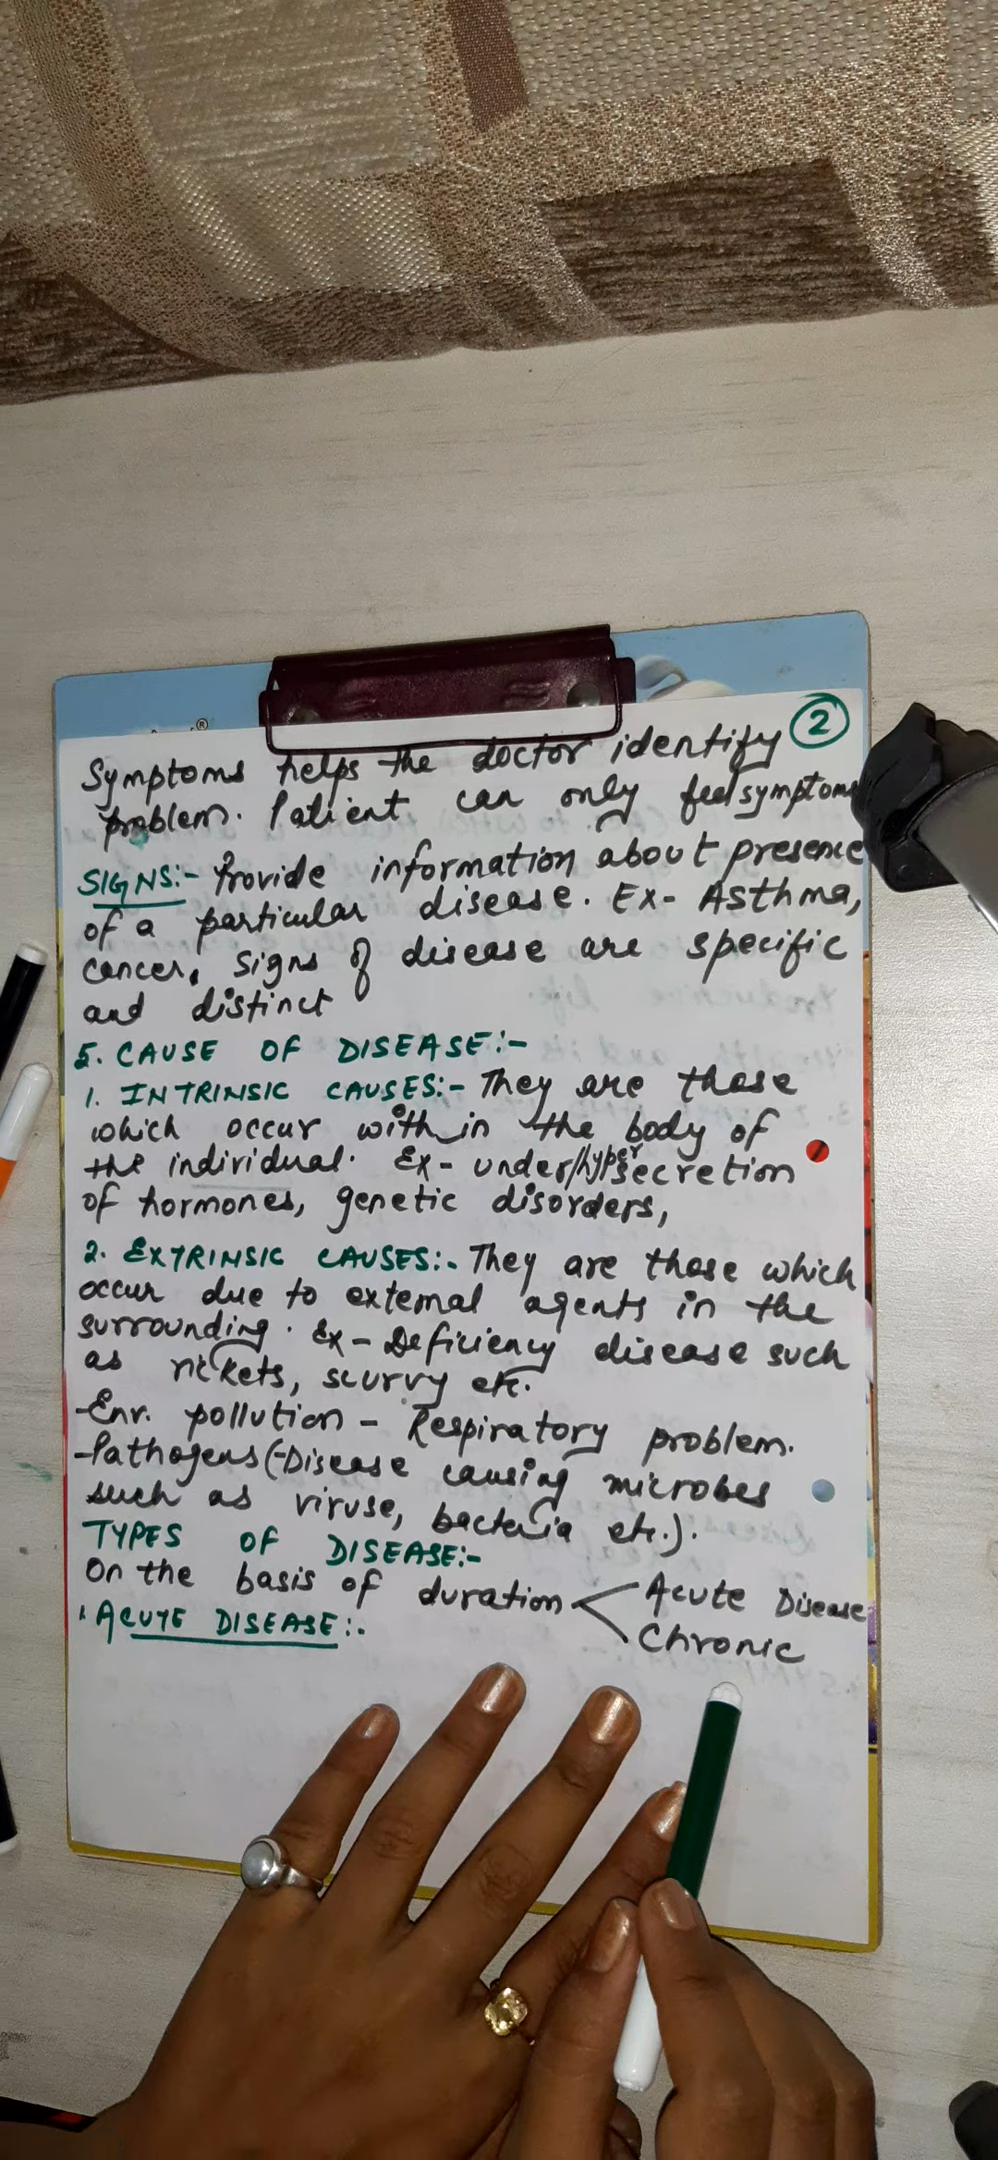 ②
Symptoms helps the doctor identify
problem. Patient can only feel symptoms
SIGNS:- Provide information about presence
of a particular disease. Ex- Asthma,
cancer, signs of disease are specific
and distinct
5. CAUSE OF DISEASE:-
1. INTRINSIC CAUSES:- They are those
which occur within the body of
the individual. Ex- under/hyper secretion
of hormones, genetic disorders,
2. EXTRINSIC CAUSES:- They are those which
occur due to external agents in the
surrounding. Ex- Deficiency disease such
as rickets, scurvy etc.
-Env. pollution - Respiratory problem.
-Pathogens (-Disease causing microbes
such as viruse, bacteria etc.).
TYPES OF DISEASE:-
On the basis of duration < Acute Disease
Chronic
1. ACUTE DISEASE:-